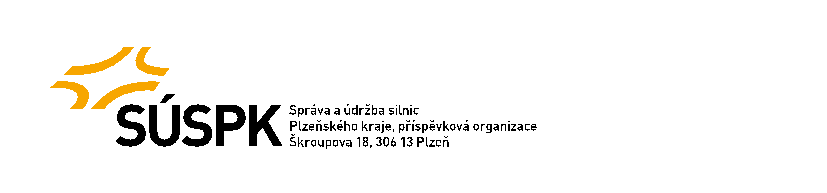 SÚSPK
Správa a údržba silnic
Plzeňského kraje, příspěvková organizace
Škroupova 18, 306 13 Plzeň